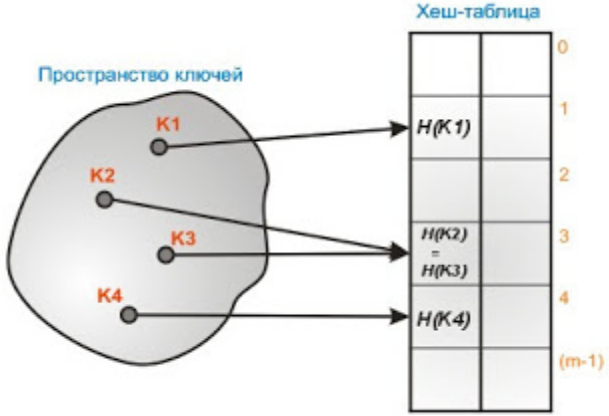 Хеш-таблица
Пространство ключей
0
K1
1
H(K1)
K2
2
K3
H(K2)
=
H(K3)
3
K4
H(K4)
4
(m-1)